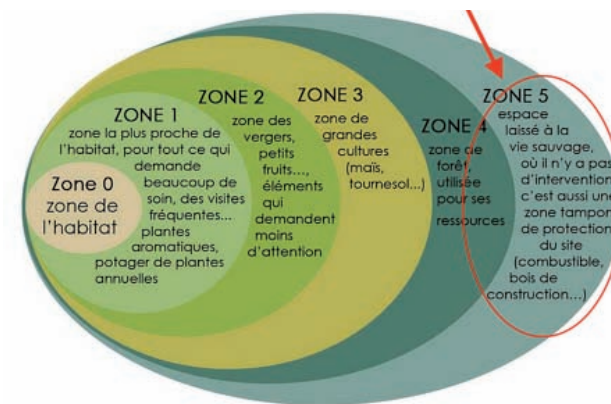 Zone 0
zone de
l'habitat
ZONE 1
zone la plus proche de
l'habitat, pour tout ce qui
demande
beaucoup de
soin, des visites
fréquentes...
plantes
aromatiques,
potager de plantes
annuelles
ZONE 2
zone des
vergers,
petits
fruits...,
éléments
qui
demandent
moins
d'attention
ZONE 3
zone de
grandes
cultures
(maïs,
tournesol...)
ZONE 4
zone de
forêt,
utilisée
pour ses
ressources
ZONE 5
espace
laissé à la
vie sauvage,
où il n'y a pas
d'intervention
c'est aussi une
zone tampon
de protection
du site
(combustible,
bois de
construction...)